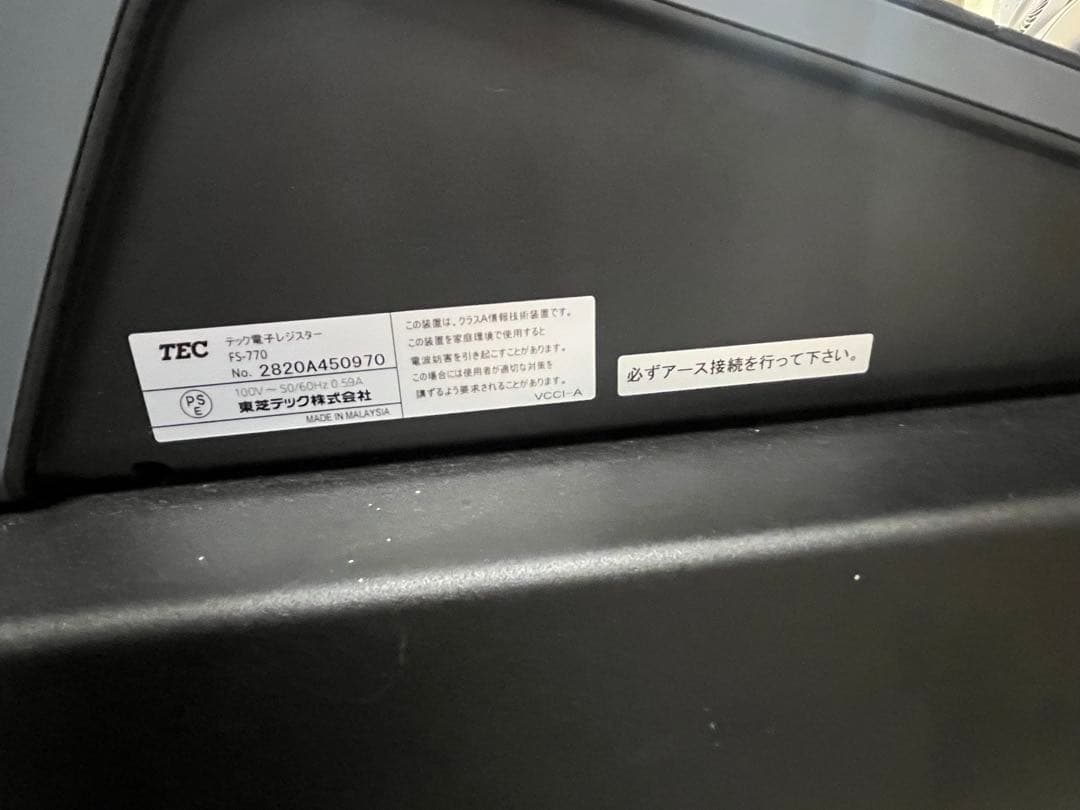 TEC
テック電子レジスター
FS-770
No. 2820A450970
PS
E
100V～50/60Hz 0.59A
東芝テック株式会社
MADE IN MALAYSIA
この装置は、クラスA情報技術装置です。
この装置を家庭環境で使用すると
電波妨害を引き起こすことがあります。
この場合には使用者が適切な対策を
講ずるよう要求されることがあります。
VCCI-A
必ずアース接続を行って下さい。